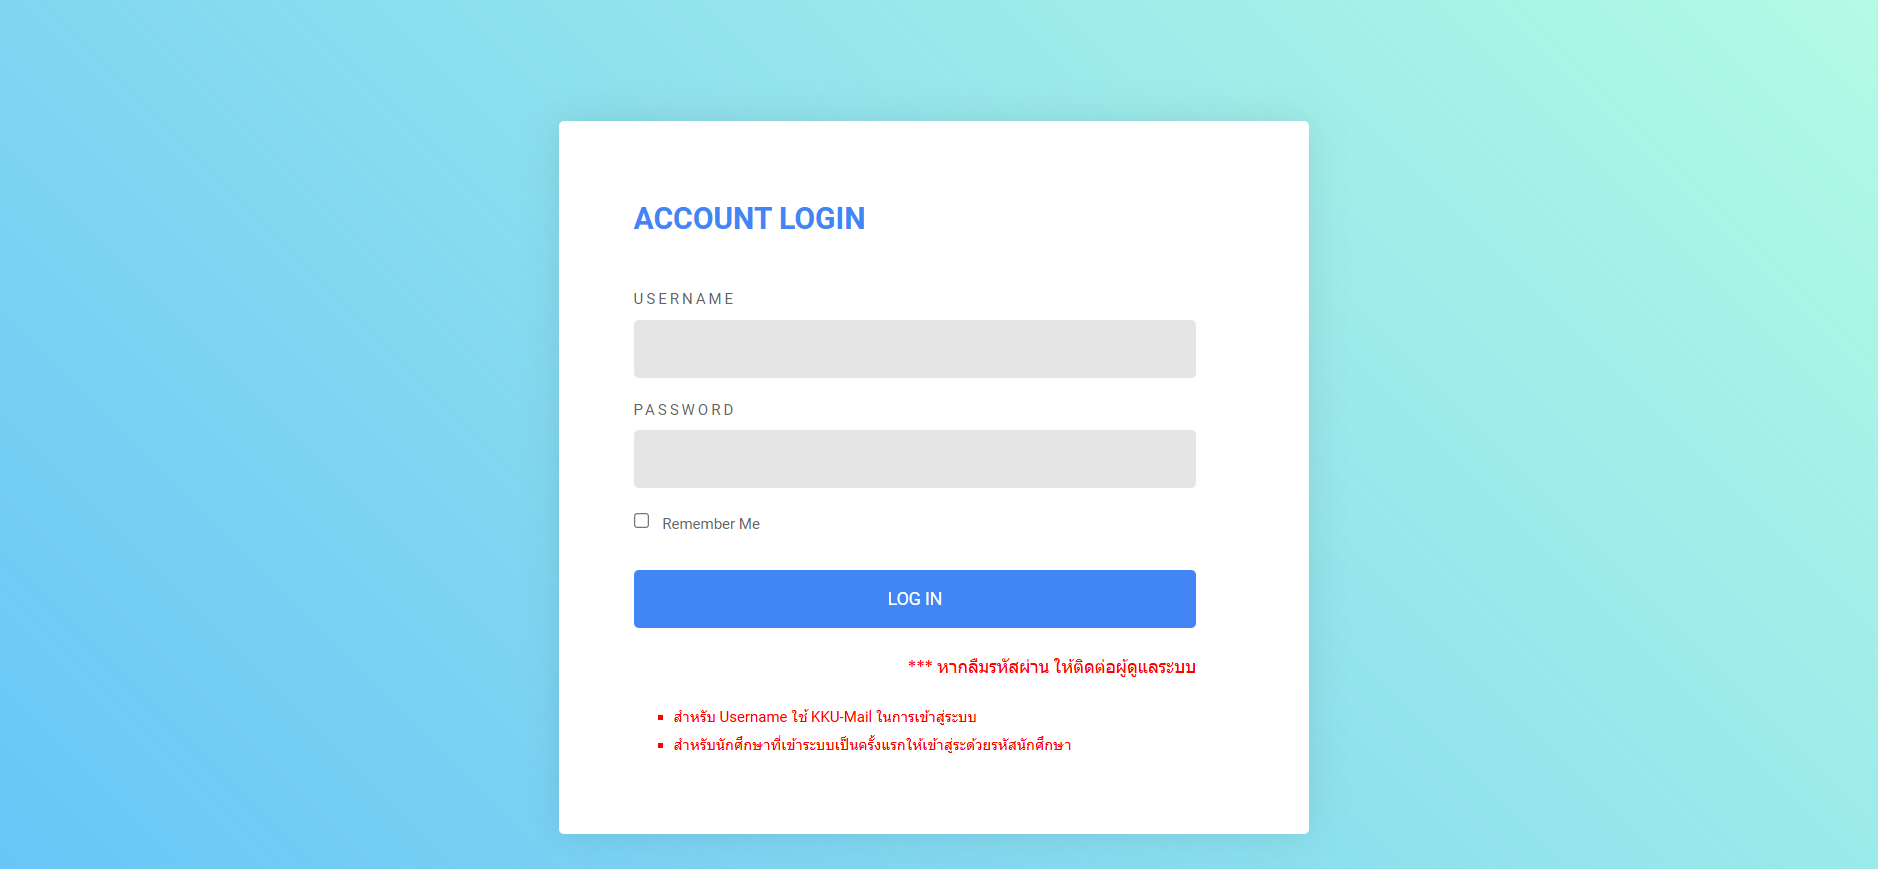 ACCOUNT LOGIN
USERNAME
PASSWORD
Remember Me
LOG IN
*** หากลืมรหัสผ่าน ให้ติดต่อผู้ดูแลระบบ
สำหรับ Username ใช้ KKU-Mail ในการเข้าสู่ระบบ
สำหรับนักศึกษาที่เข้าระบบเป็นครั้งแรกให้เข้าสู่ระด้วยรหัสนักศึกษา